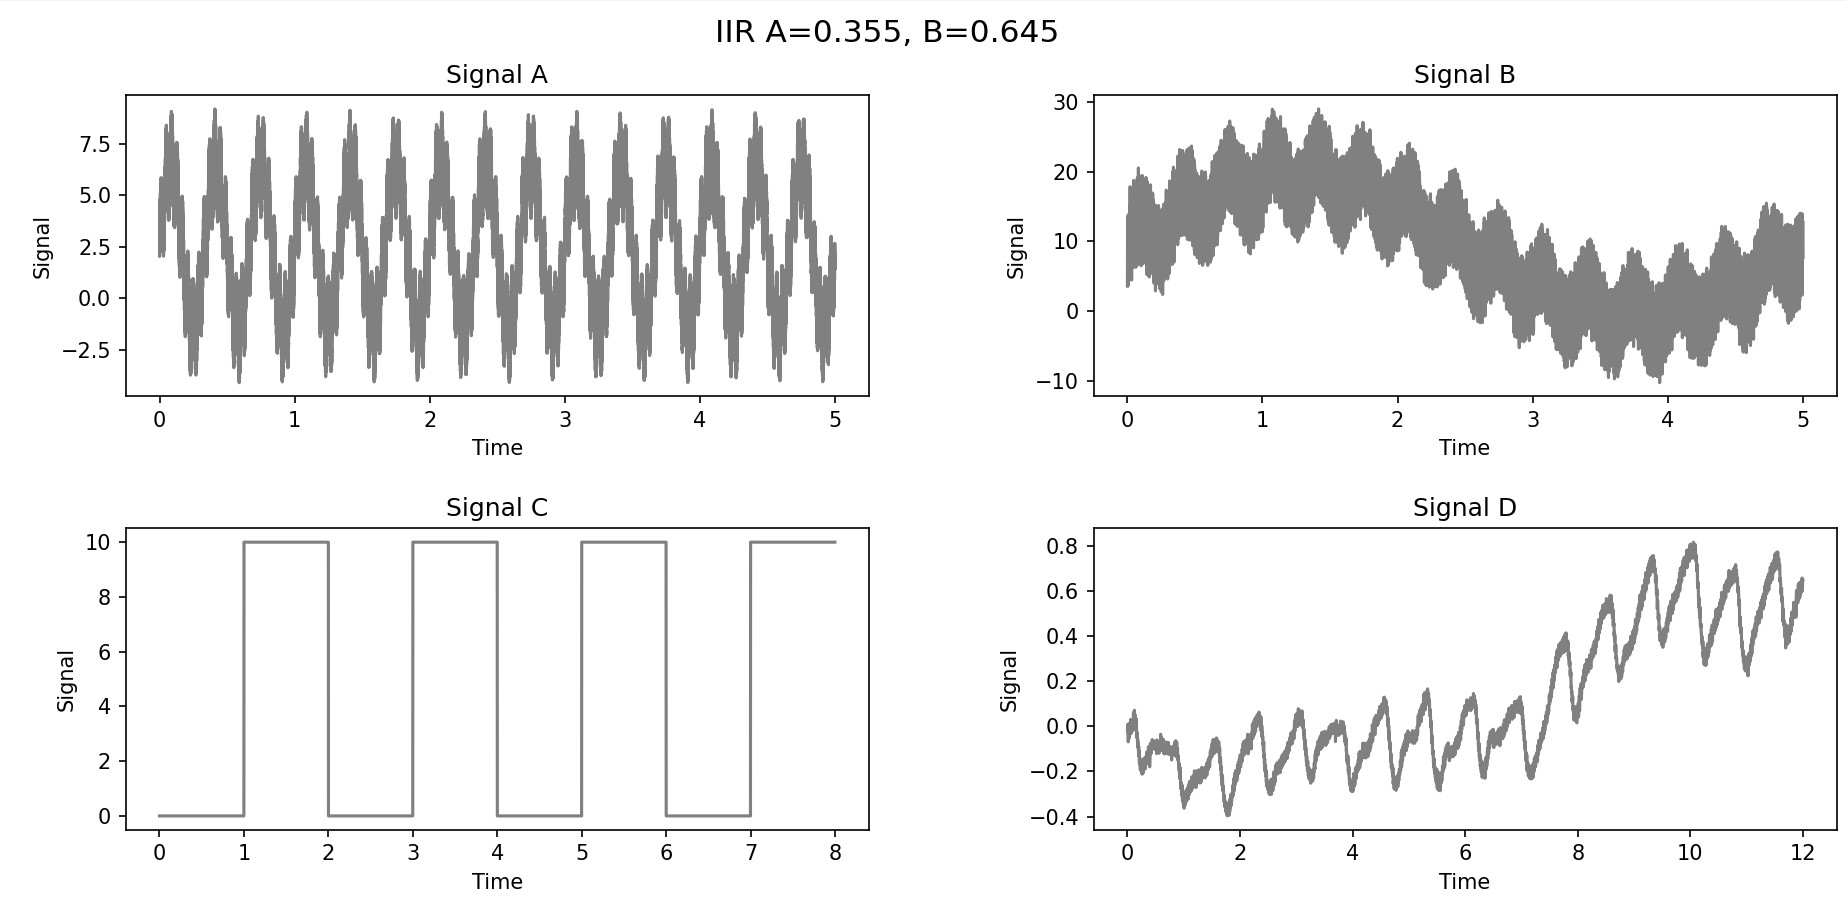 IIR A=0.355, B=0.645
Signal A
7.5
5.0
2.5
0.0
−2.5
Signal
0 1 2 3 4 5
Time
Signal B
30
20
10
0
−10
Signal
0 1 2 3 4 5
Time
Signal C
10
8
6
4
2
0
Signal
0 1 2 3 4 5 6 7 8
Time
Signal D
0.8
0.6
0.4
0.2
0.0
−0.2
−0.4
Signal
0 2 4 6 8 10 12
Time